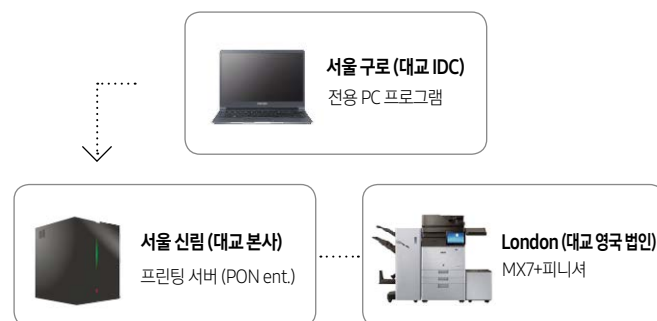 서울 구로 (대교 IDC)
전용 PC 프로그램
서울 신림 (대교 본사)
프린팅 서버 (PON ent.)
London (대교 영국 법인)
MX7+피니셔